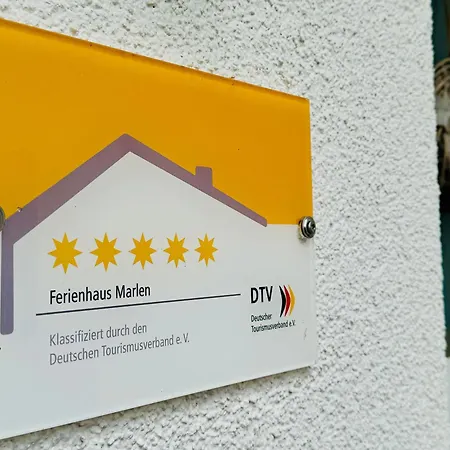 Ferienhaus Marlen
Klassifiziert durch den
Deutschen Tourismusverband e. V.
DTV
Deutscher
Tourismusverband e.V.